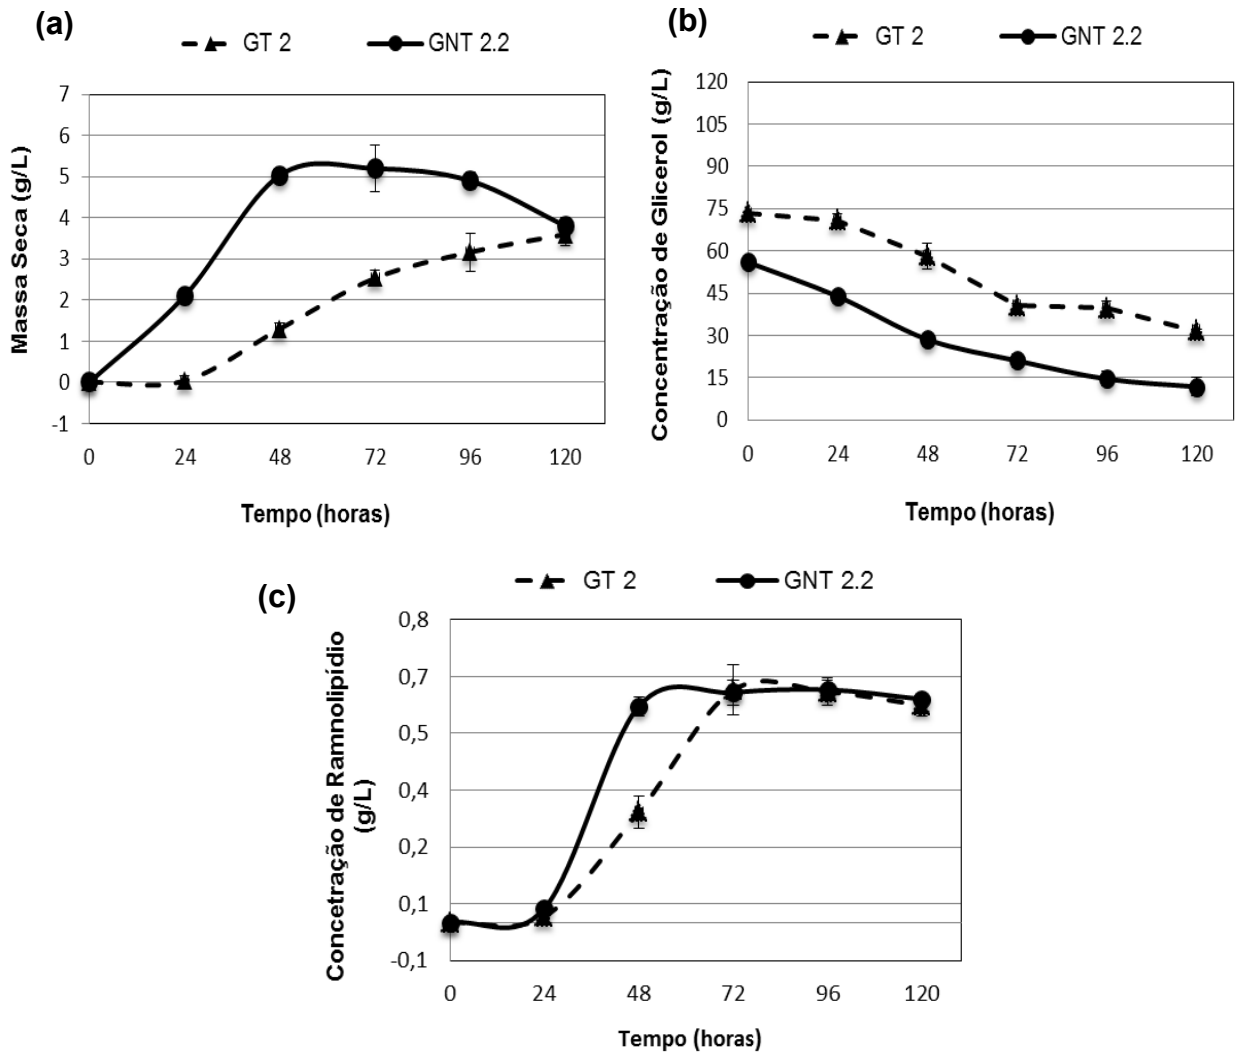 (a)
GT 2
GNT 2.2
Massa Seca (g/L)
7
6
5
4
3
2
1
0
-1
0 24 48 72 96 120
Tempo (horas)
(b)
GT 2
GNT 2.2
Concentração de Glicerol (g/L)
120
105
90
75
60
45
30
15
0
0 24 48 72 96 120
Tempo (horas)
(c)
GT 2
GNT 2.2
Concetração de Ramnolipídio
(g/L)
0,8
0,7
0,5
0,4
0,2
0,1
-0,1
0 24 48 72 96 120
Tempo (horas)